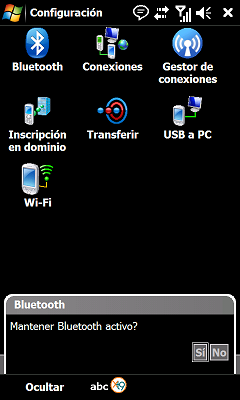 Configuración
Bluetooth
Conexiones
Gestor de
conexiones
Inscripción
en dominio
Transferir
USB a PC
Wi-Fi
Bluetooth
Mantener Bluetooth activo?
Sí No
Ocultar abc